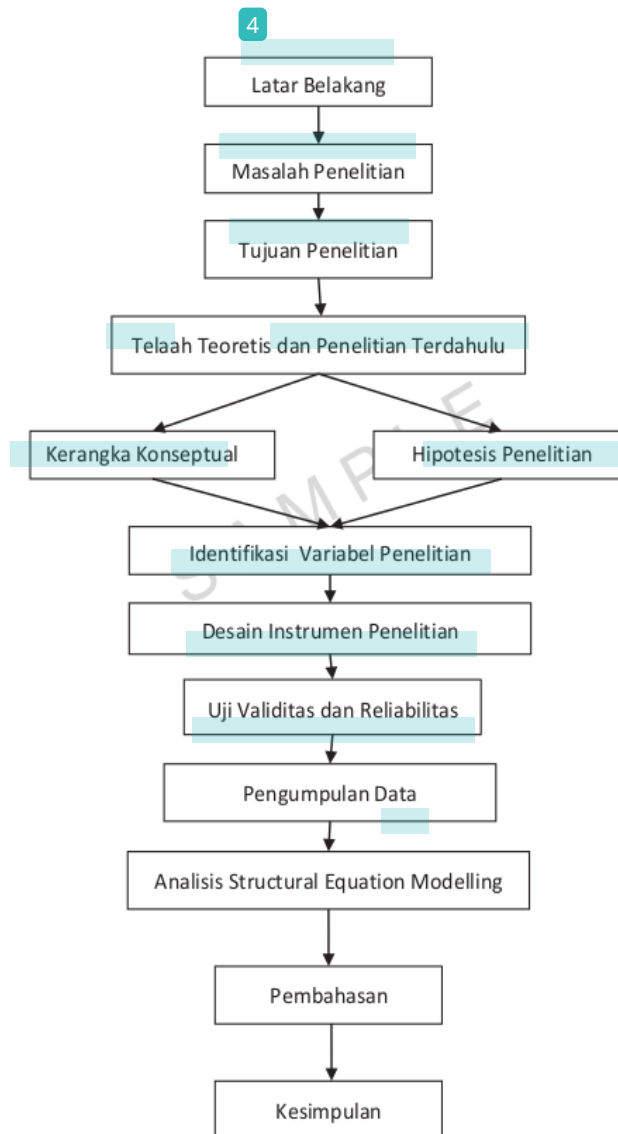 4
Latar Belakang
Masalah Penelitian
Tujuan Penelitian
Telaah Teoretis dan Penelitian Terdahulu
Kerangka Konseptual
Hipotesis Penelitian
SAMPLE
Identifikasi Variabel Penelitian
Desain Instrumen Penelitian
Uji Validitas dan Reliabilitas
Pengumpulan Data
Analisis Structural Equation Modelling
Pembahasan
Kesimpulan